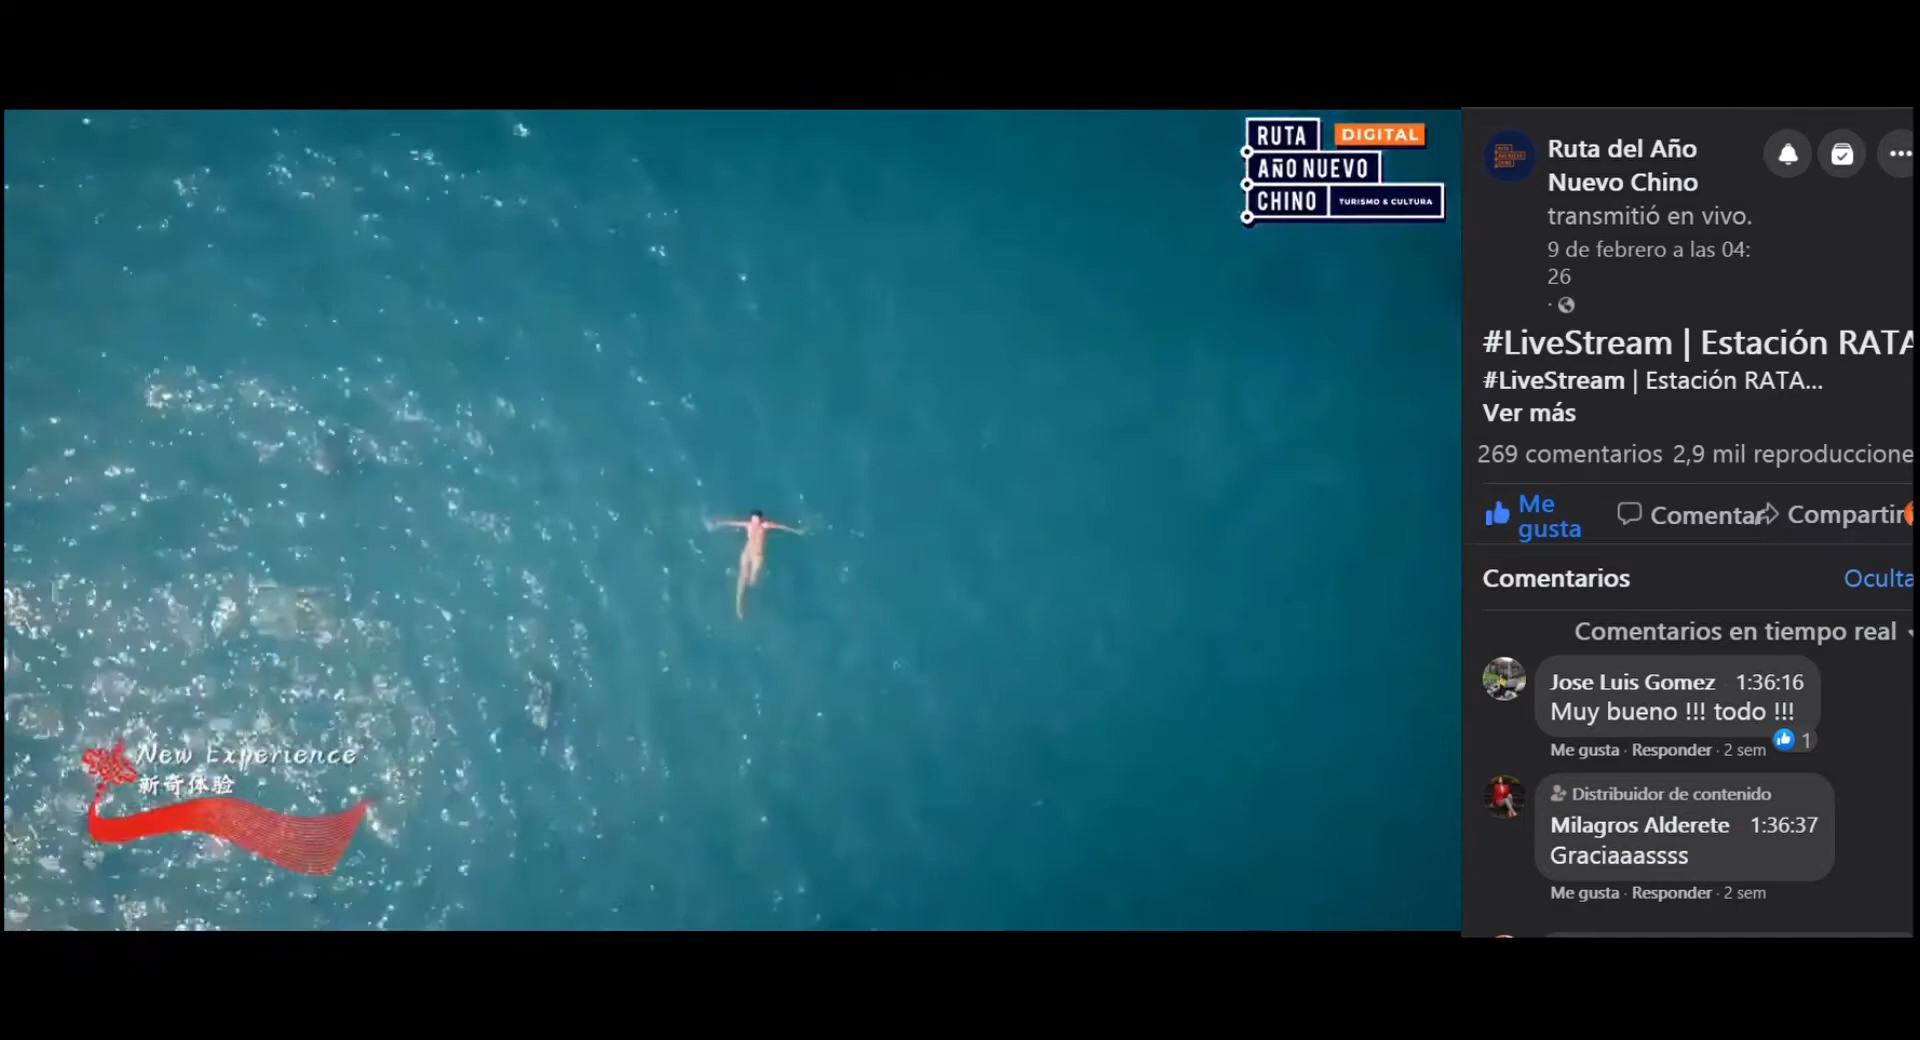 RUTA
DIGITAL
AÑO NUEVO
CHINO
TURISMO & CULTURA
New Experience
新奇体验
Ruta del Año
Nuevo Chino
transmitió en vivo.
9 de febrero a las 04:
26
#LiveStream | Estación RATA
#LiveStream | Estación RATA...
Ver más
269 comentarios 2,9 mil reproduccione
Me
gusta
Comentar
Compartir
Comentarios
Oculta
Comentarios en tiempo real
Jose Luis Gomez 1:36:16
Muy bueno !!! todo !!!
1
Me gusta · Responder · 2 sem
Distribuidor de contenido
Milagros Alderete 1:36:37
Graciaaassss
Me gusta · Responder · 2 sem